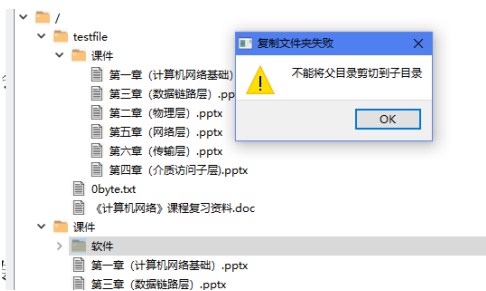 /
testfile
课件
第一章（计算机网络基础）
第三章（数据链路层）.pp
第二章（物理层）.pptx
第五章（网络层）.pptx
第六章（传输层）.pptx
第四章（介质访问子层).pptx
0byte.txt
《计算机网络》课程复习资料.doc
课件
软件
第一章（计算机网络基础）.pptx
第三章（数据链路层）.pptx
复制文件夹失败
不能将父目录剪切到子目录
OK